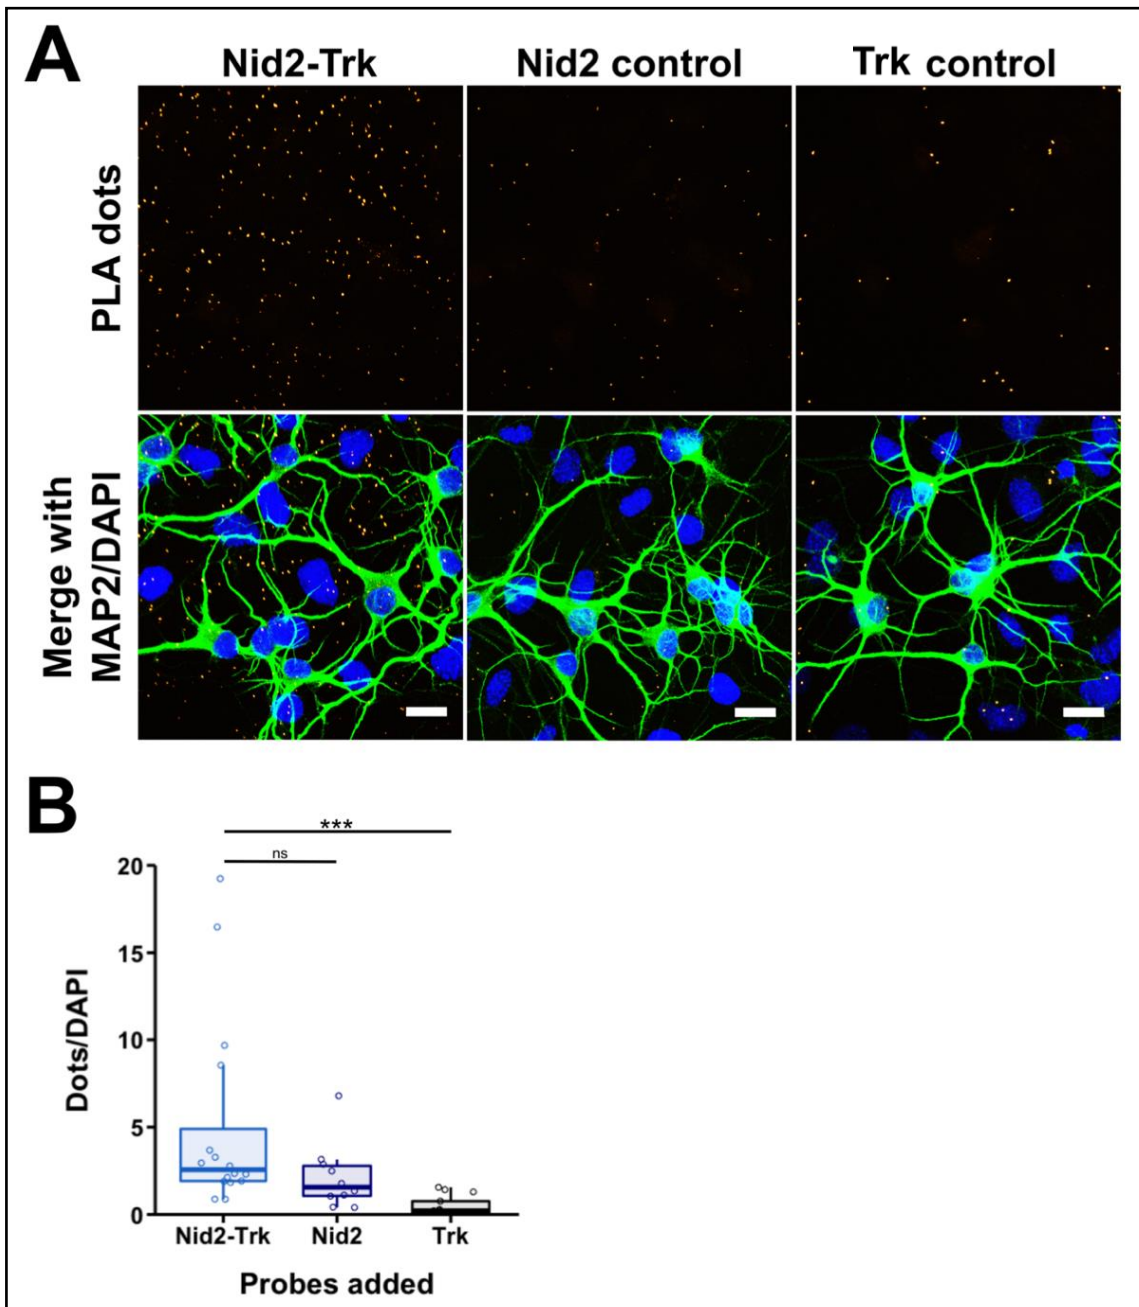 A
Nid2-Trk
Nid2 control
Trk control
PLA dots
Merge with
MAP2/DAPI
B
***
ns
20
15
10
5
0
Dots/DAPI
Nid2-Trk
Nid2
Trk
Probes added